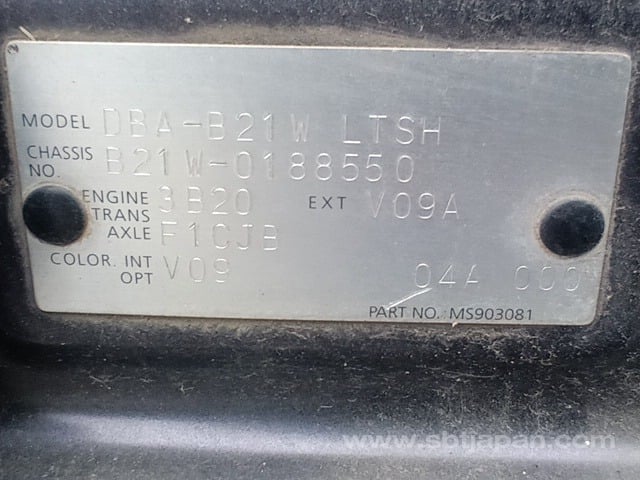 MODEL DBA-B21W LTSH
CHASSIS NO. B21W-0188550
ENGINE 3B20 EXT V09A
TRANS AXLE F1CJB
COLOR. INT OPT V09 04A 000
PART NO. MS903081
www.sbtjapan.com